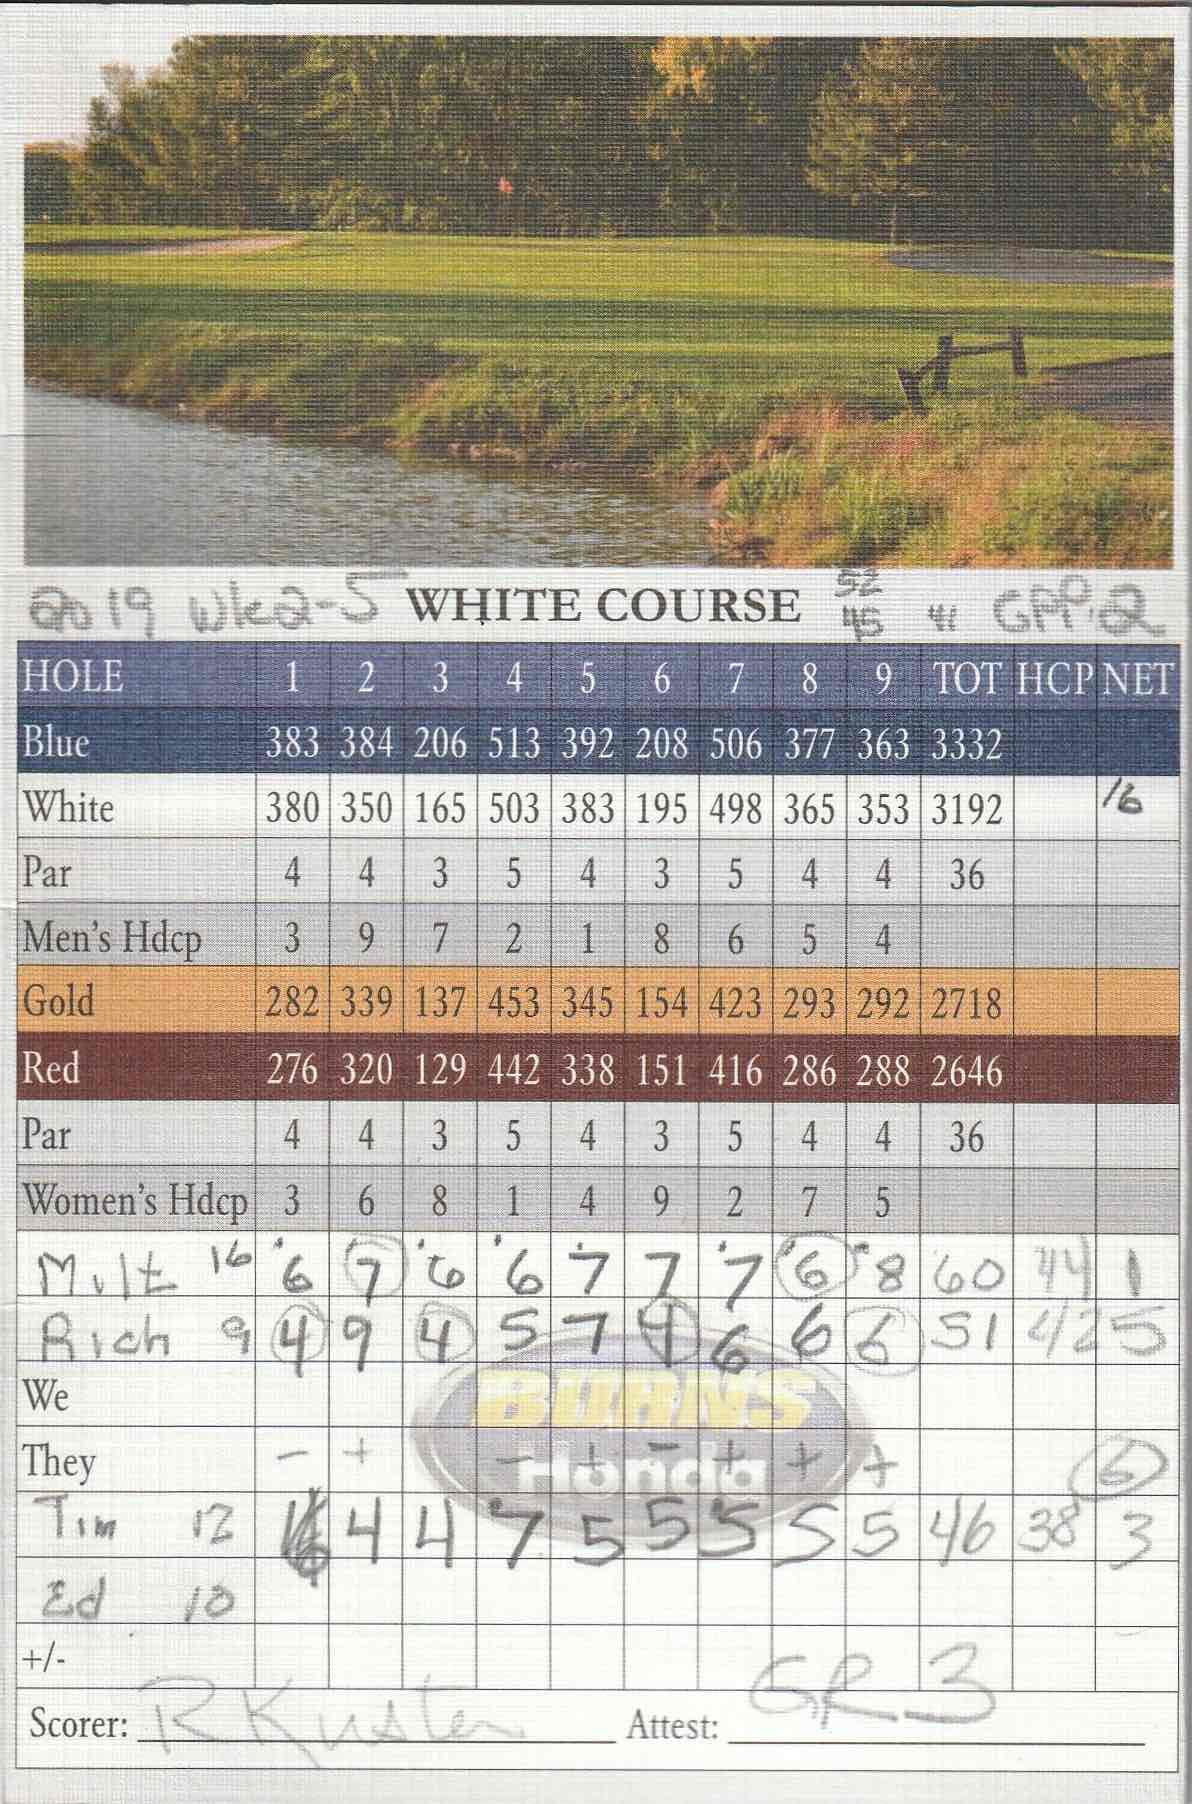 2019 Wk2-5 WHITE COURSE 52 45 41 GPP.2
HOLE 1 2 3 4 5 6 7 8 9 TOT HCP NET
Blue 383 384 206 513 392 208 506 377 363 3332
White 380 350 165 503 383 195 498 365 353 3192 16
Par 4 4 3 5 4 3 5 4 4 36
Men's Hdcp 3 9 7 2 1 8 6 5 4
Gold 282 339 137 453 345 154 423 293 292 2718
Red 276 320 129 442 338 151 416 286 288 2646
Par 4 4 3 5 4 3 5 4 4 36
Women's Hdcp 3 6 8 1 4 9 2 7 5
Milt 16 6 7 6 6 7 7 7 6 8 60 44 1
Rich 9 4 9 4 5 7 4 6 6 6 51 42 5
We
BURNS
They - + - + - + + + 6
Honda
Tim 12 6 4 4 7 5 5 5 5 5 46 38 3
Ed 10
+/-
Scorer: R Kuster Attest: GR 3